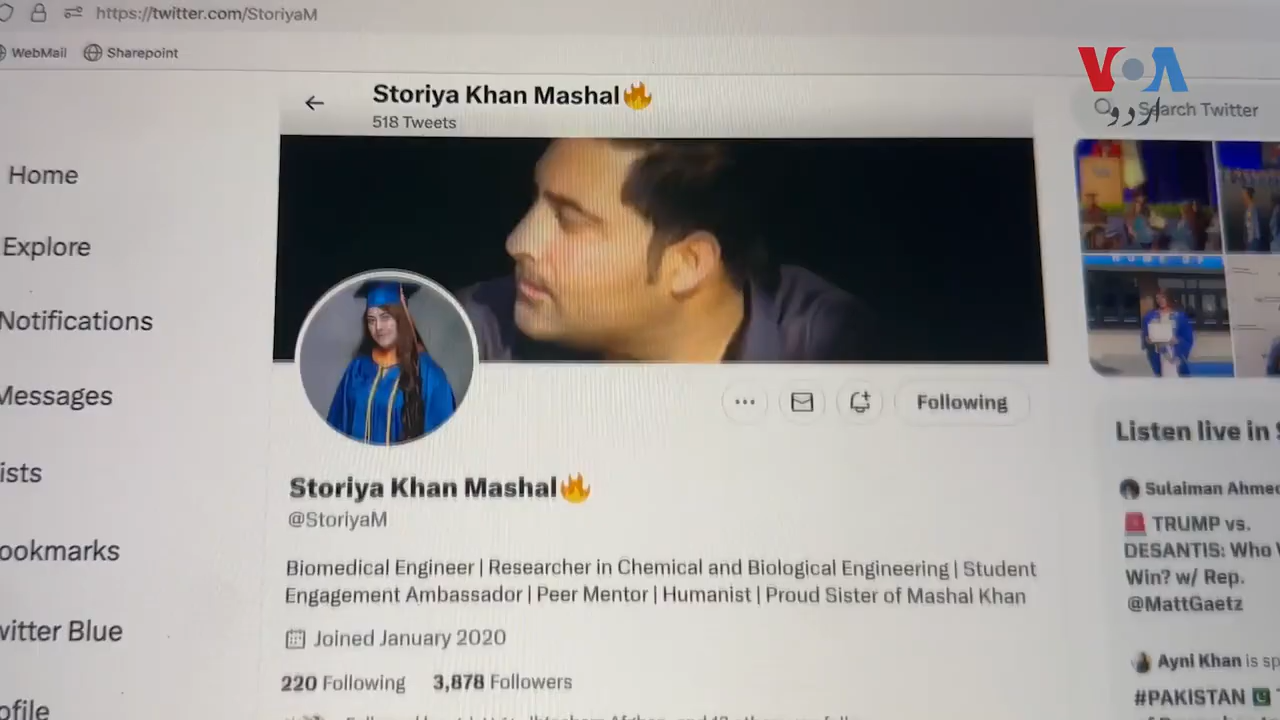 https://twitter.com/StoriyaM
WebMail
Sharepoint
VOA
اردو
Search Twitter
Storiya Khan Mashal🔥
518 Tweets
Home
Explore
Notifications
Messages
ists
ookmarks
witter Blue
ofile
Following
Storiya Khan Mashal🔥
@StoriyaM
Biomedical Engineer | Researcher in Chemical and Biological Engineering | Student
Engagement Ambassador | Peer Mentor | Humanist | Proud Sister of Mashal Khan
Joined January 2020
220 Following 3,878 Followers
Listen live in
Sulaiman Ahmed
🚨 TRUMP vs.
DESANTIS: Who
Win? w/ Rep.
@MattGaetz
Ayni Khan is sp
#PAKISTAN 🇵🇰